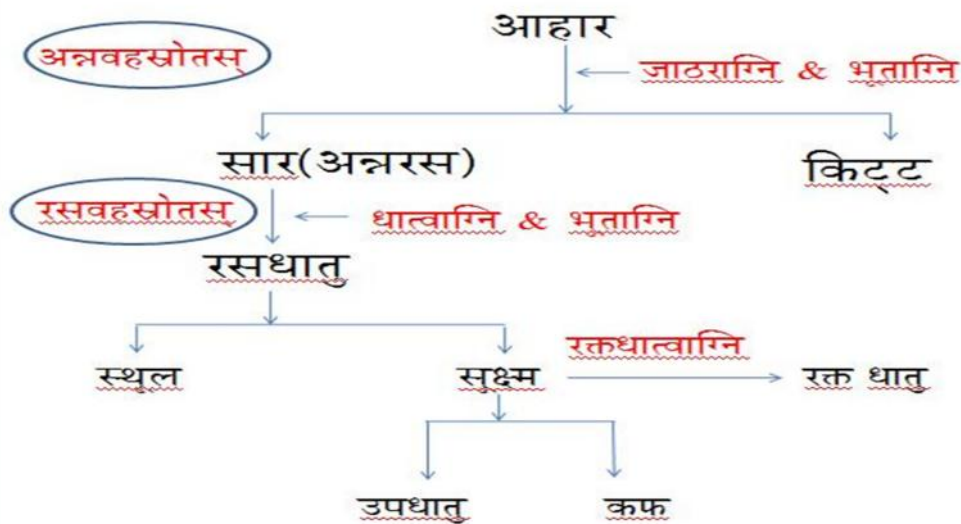 आहार
अन्नवहस्रोतस्
जाठराग्नि & भूताग्नि
सार(अन्नरस)
किट्ट
रसवहस्रोतस्
धात्वाग्नि & भूताग्नि
रसधातु
रक्तधात्वाग्नि
स्थूल
सुक्ष्म
रक्त धातु
उपधातु
कफ